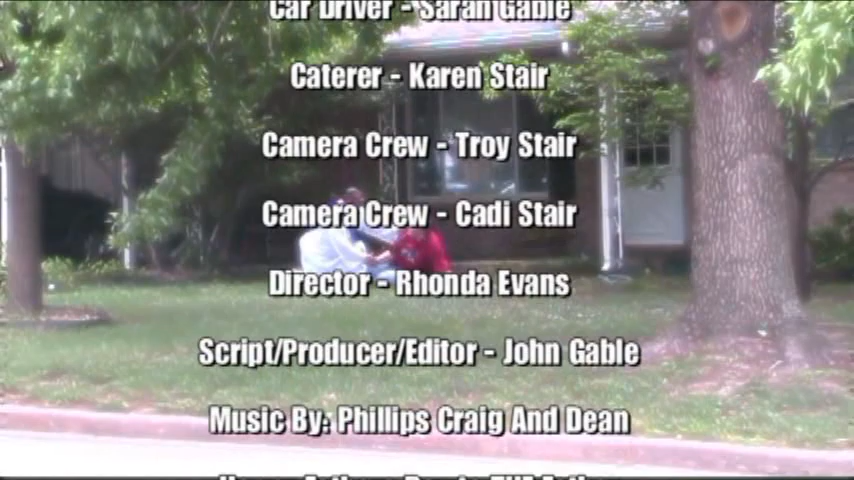 Car Driver - Sarah Gable
Caterer - Karen Stair
Camera Crew - Troy Stair
Camera Crew - Cadi Stair
Director - Rhonda Evans
Script/Producer/Editor - John Gable
Music By: Phillips Craig And Dean